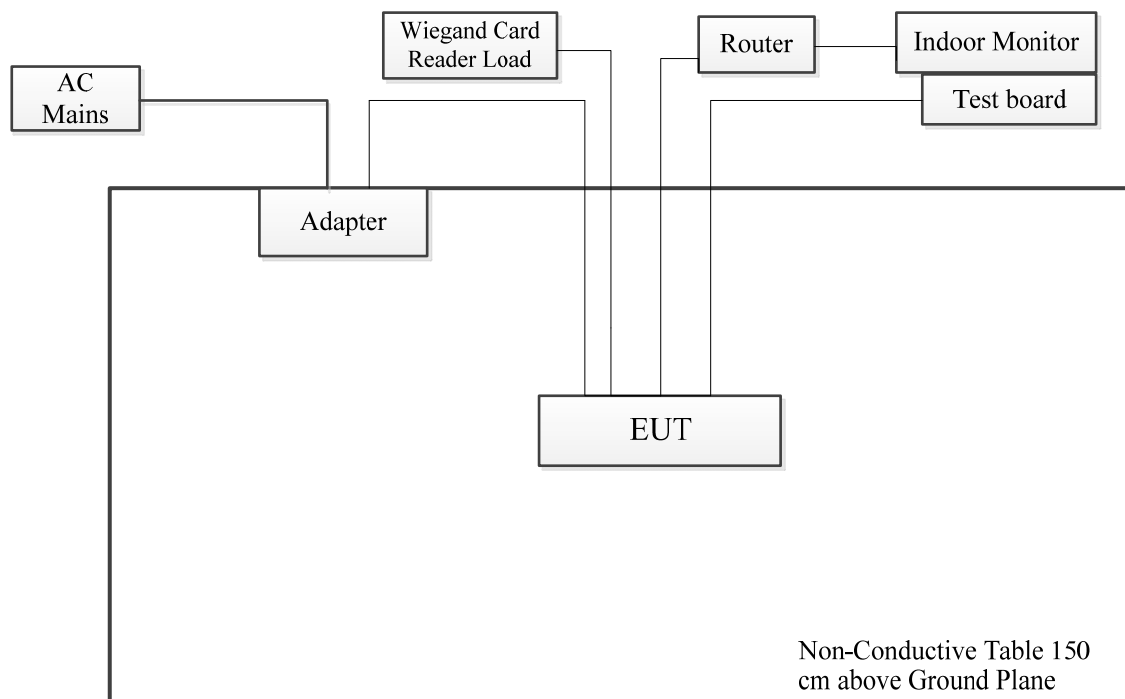 Wiegand Card
Reader Load
Router
Indoor Monitor
AC
Mains
Test board
Adapter
EUT
Non-Conductive Table 150
cm above Ground Plane